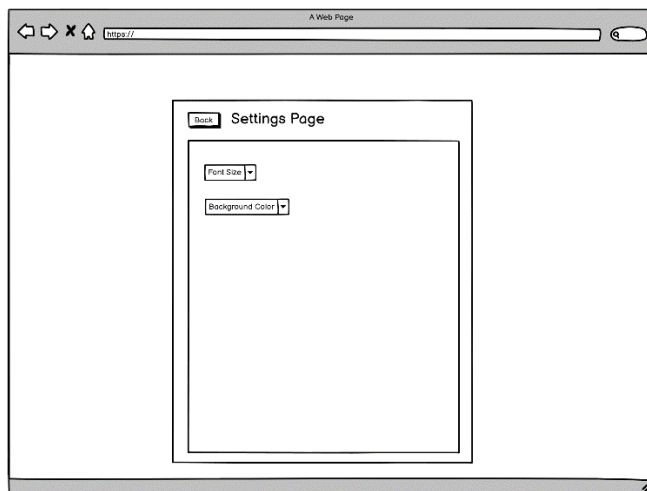 A Web Page
https://
Back Settings Page
Font Size
Background Color